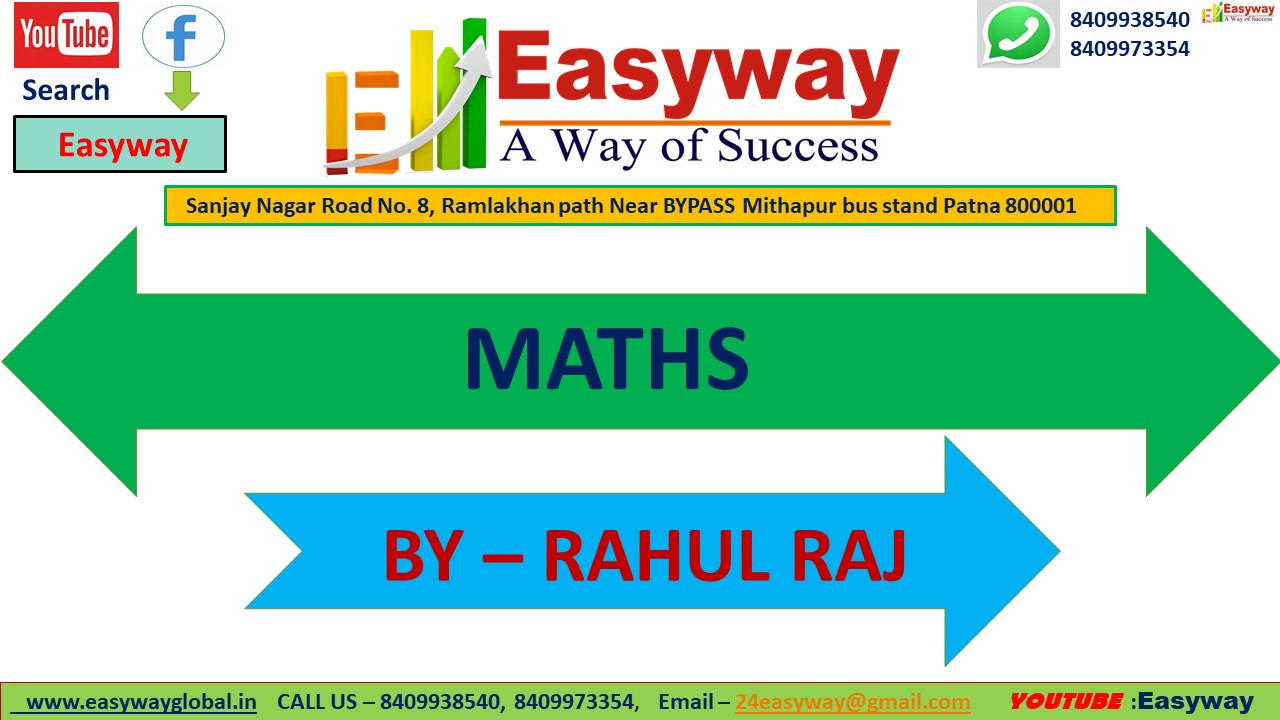 YouTube
f
Search
Easyway
Easyway
A Way of Success
8409938540
8409973354
Easyway
A Way of Success
Sanjay Nagar Road No. 8, Ramlakhan path Near BYPASS Mithapur bus stand Patna 800001
MATHS
BY – RAHUL RAJ
www.easywayglobal.in CALL US – 8409938540, 8409973354, Email – 24easyway@gmail.com YOUTUBE :Easyway